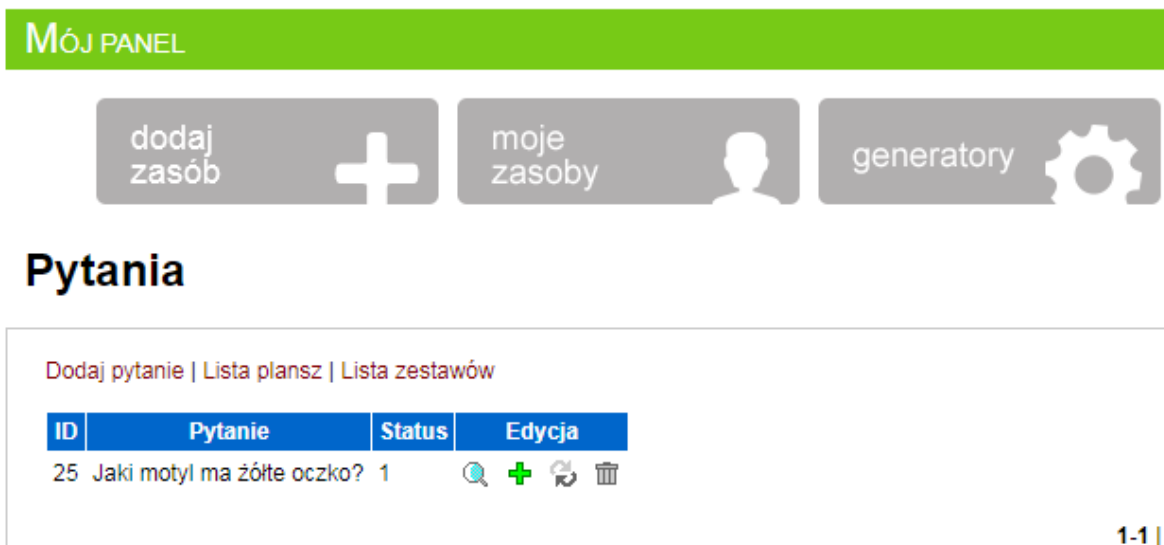 MÓJ PANEL
dodaj
zasób
moje
zasoby
generatory
Pytania
Dodaj pytanie | Lista plansz | Lista zestawów
ID Pytanie Status Edycja
25 Jaki motyl ma żółte oczko? 1
1-1 |